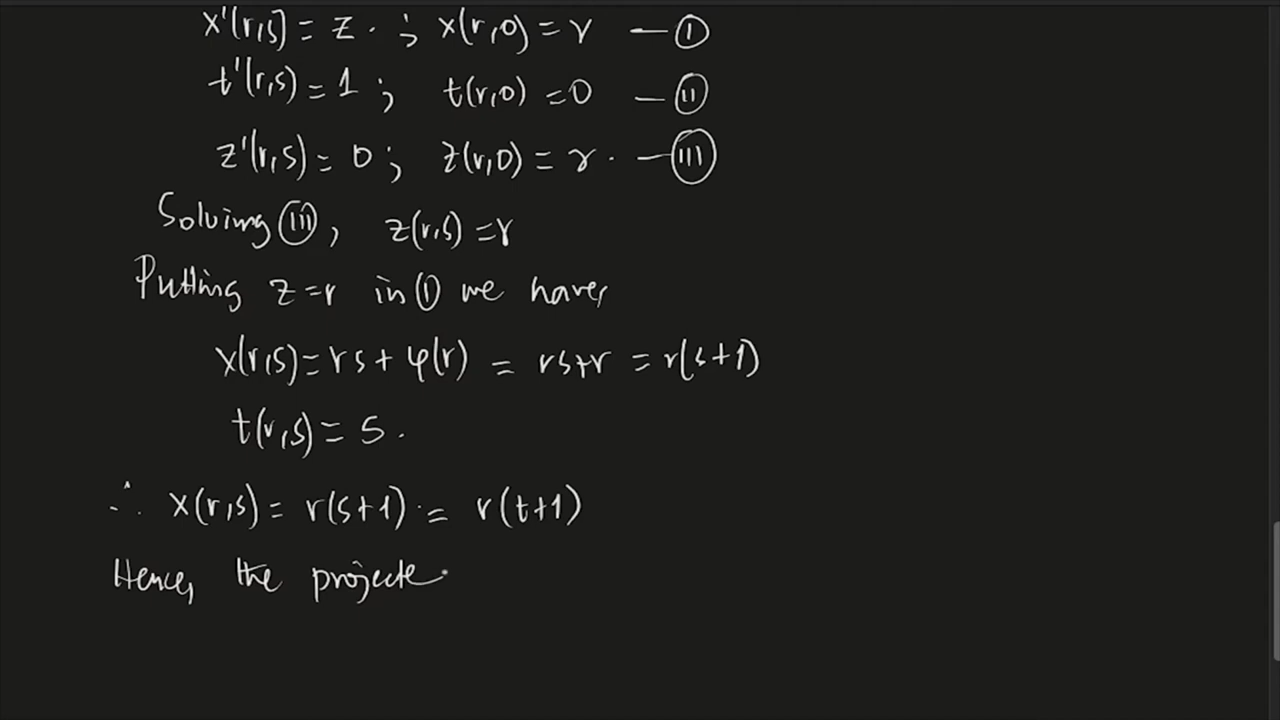 x'(r,s) = z . ; x(r,0) = r — (I)
t'(r,s) = 1 ; t(r,0) = 0 — (II)
z'(r,s) = 0 ; z(r,0) = r . — (III)
Solving (III), z(r,s) = r
Putting z = r in (I) we have,
x(r,s) = rs + φ(r) = rs + r = r(s+1)
t(r,s) = s .
∴ x(r,s) = r(s+1) . = r(t+1)
Hence, the projecte